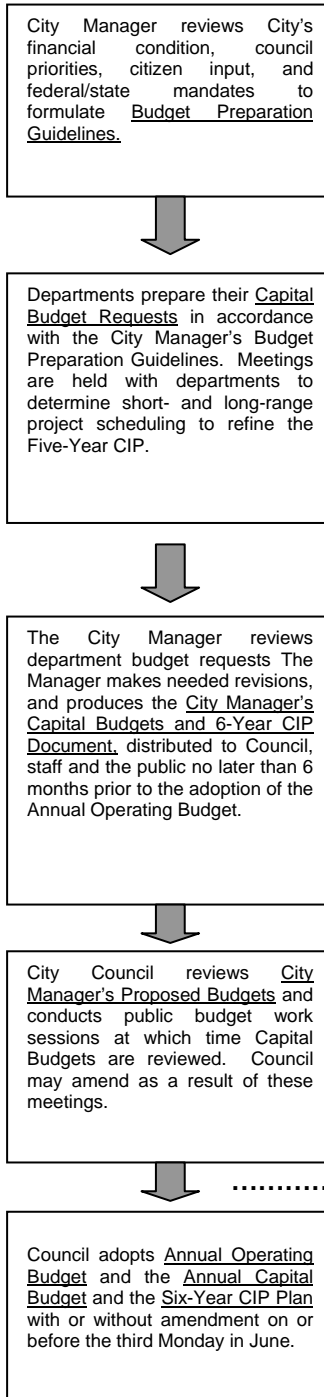 City Manager reviews City's
financial condition, council
priorities, citizen input, and
federal/state mandates to
formulate Budget Preparation
Guidelines.
Departments prepare their Capital
Budget Requests in accordance
with the City Manager's Budget
Preparation Guidelines. Meetings
are held with departments to
determine short- and long-range
project scheduling to refine the
Five-Year CIP.
The City Manager reviews
department budget requests The
Manager makes needed revisions,
and produces the City Manager's
Capital Budgets and 6-Year CIP
Document, distributed to Council,
staff and the public no later than 6
months prior to the adoption of the
Annual Operating Budget.
City Council reviews City
Manager's Proposed Budgets and
conducts public budget work
sessions at which time Capital
Budgets are reviewed. Council
may amend as a result of these
meetings.
Council adopts Annual Operating
Budget and the Annual Capital
Budget and the Six-Year CIP Plan
with or without amendment on or
before the third Monday in June.